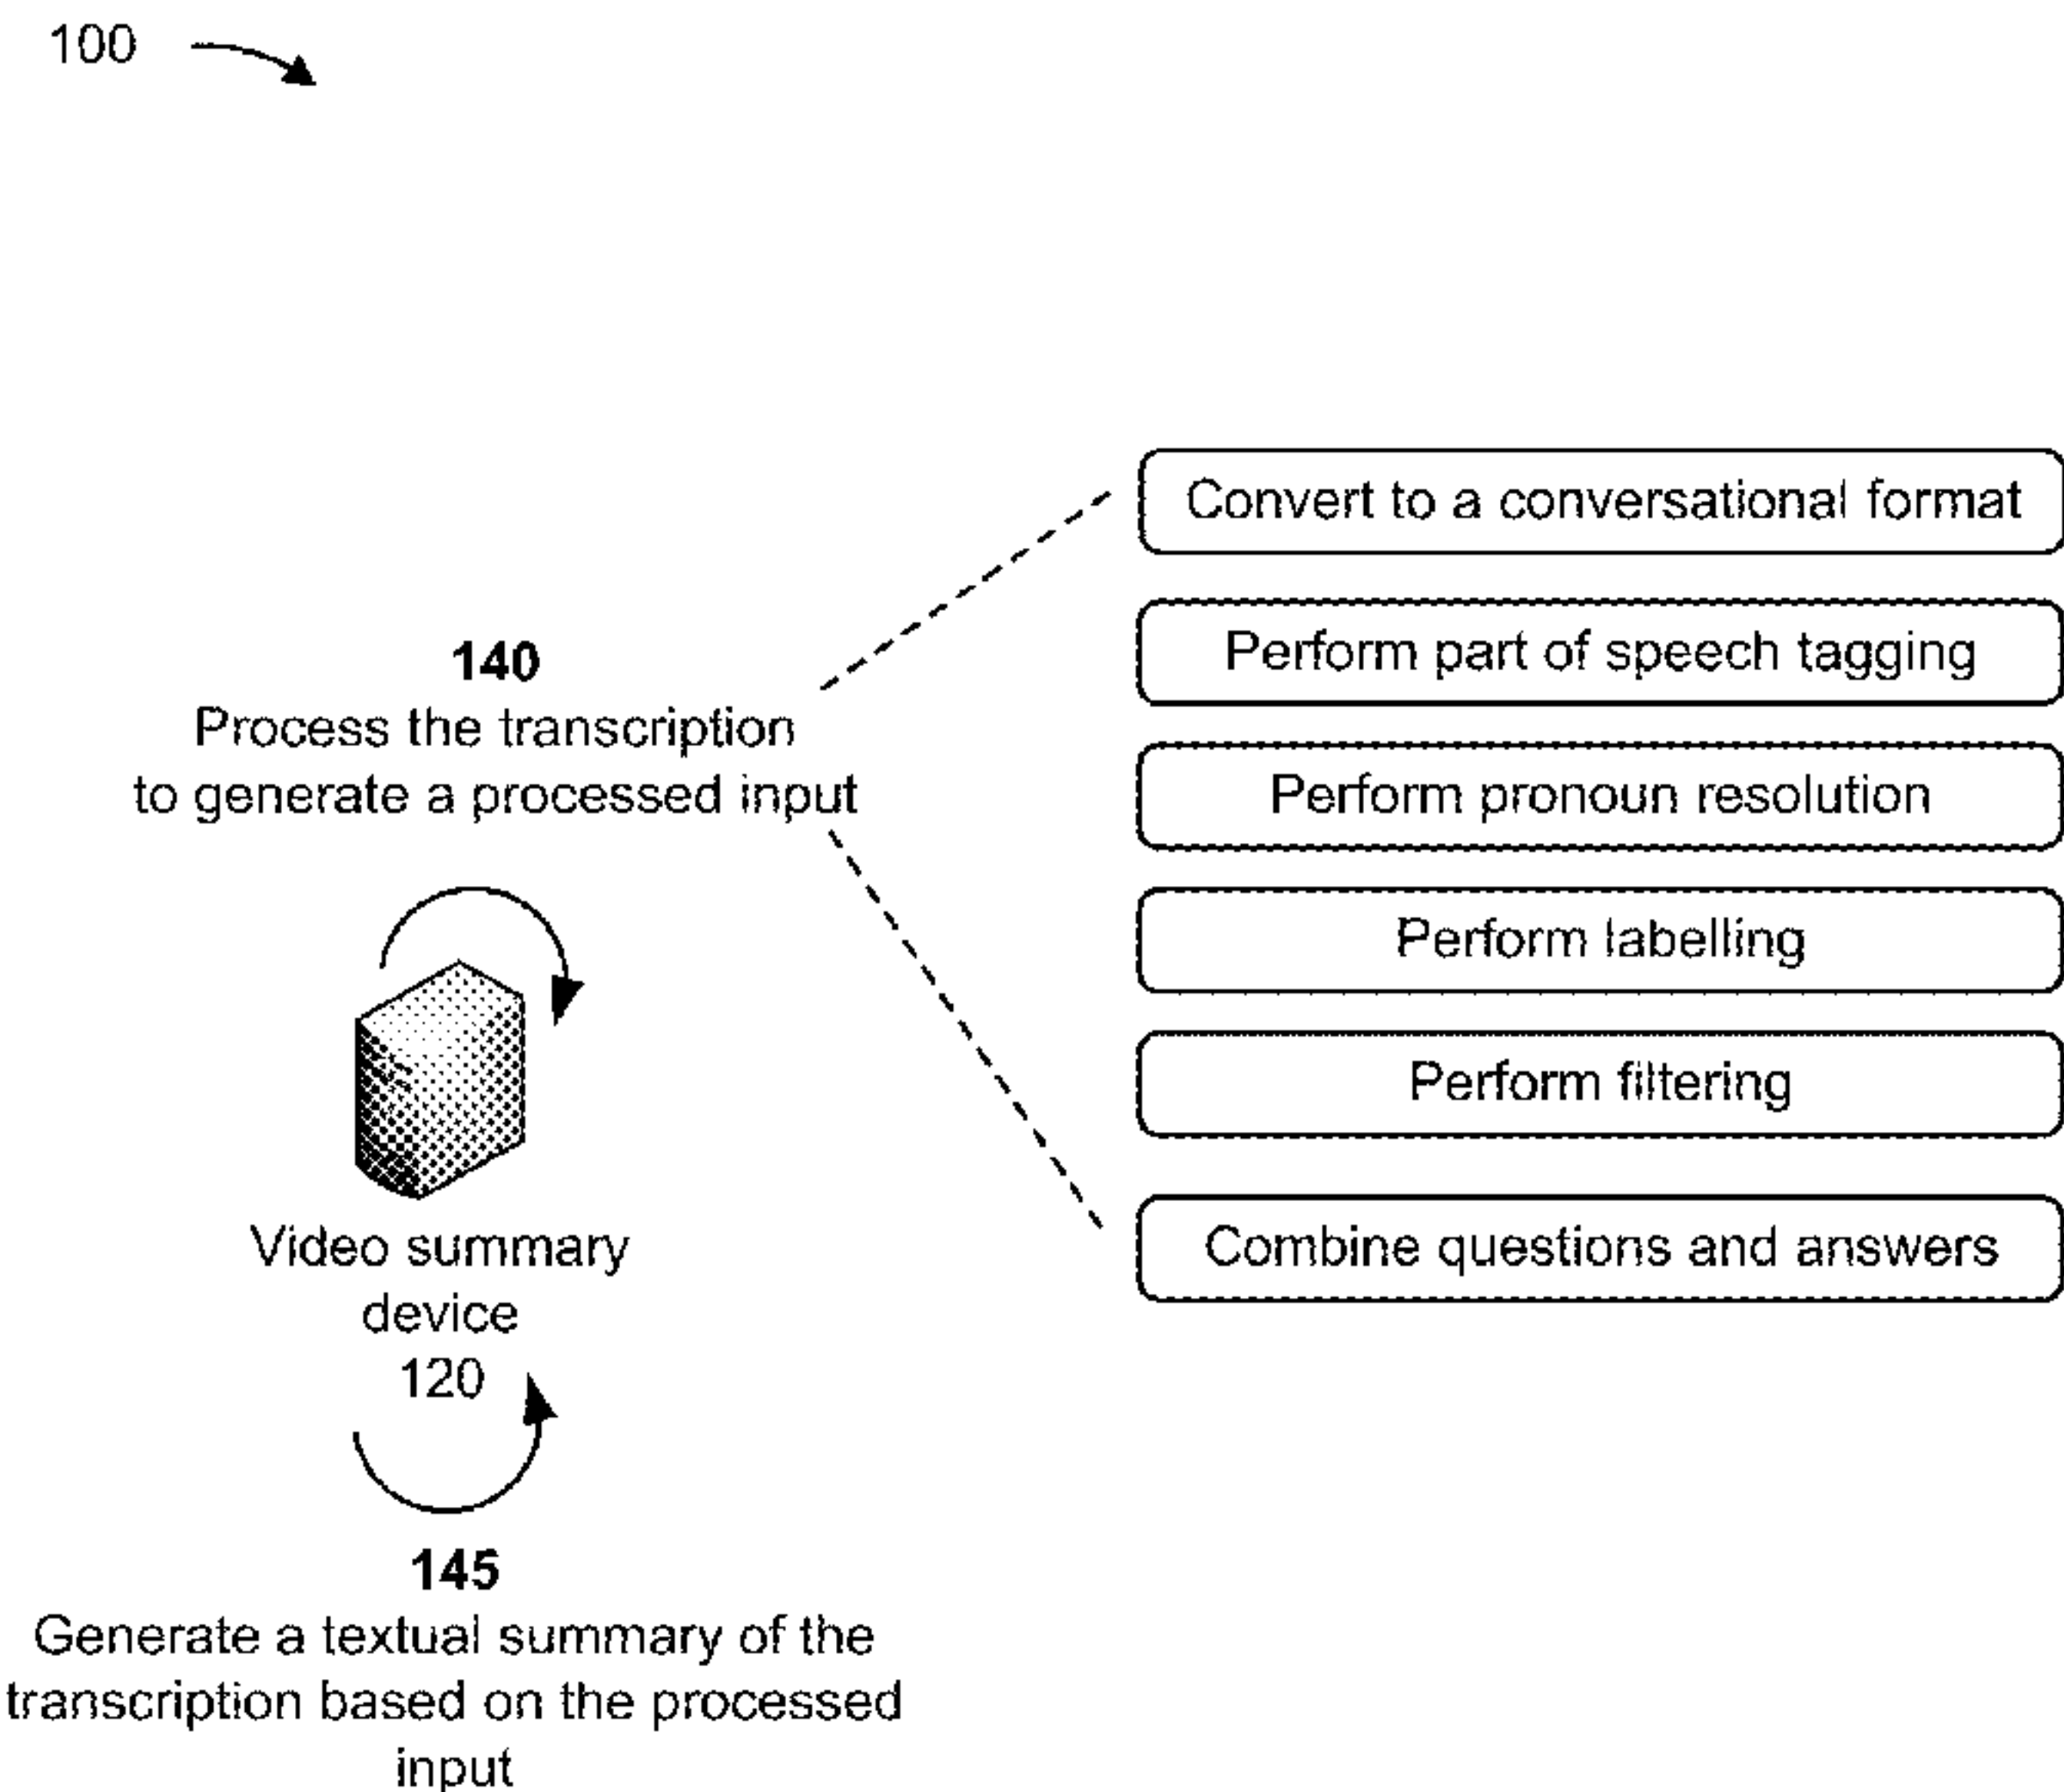 100
140
Process the transcription
to generate a processed input
Video summary
device
120
145
Generate a textual summary of the
transcription based on the processed
input
Convert to a conversational format
Perform part of speech tagging
Perform pronoun resolution
Perform labelling
Perform filtering
Combine questions and answers